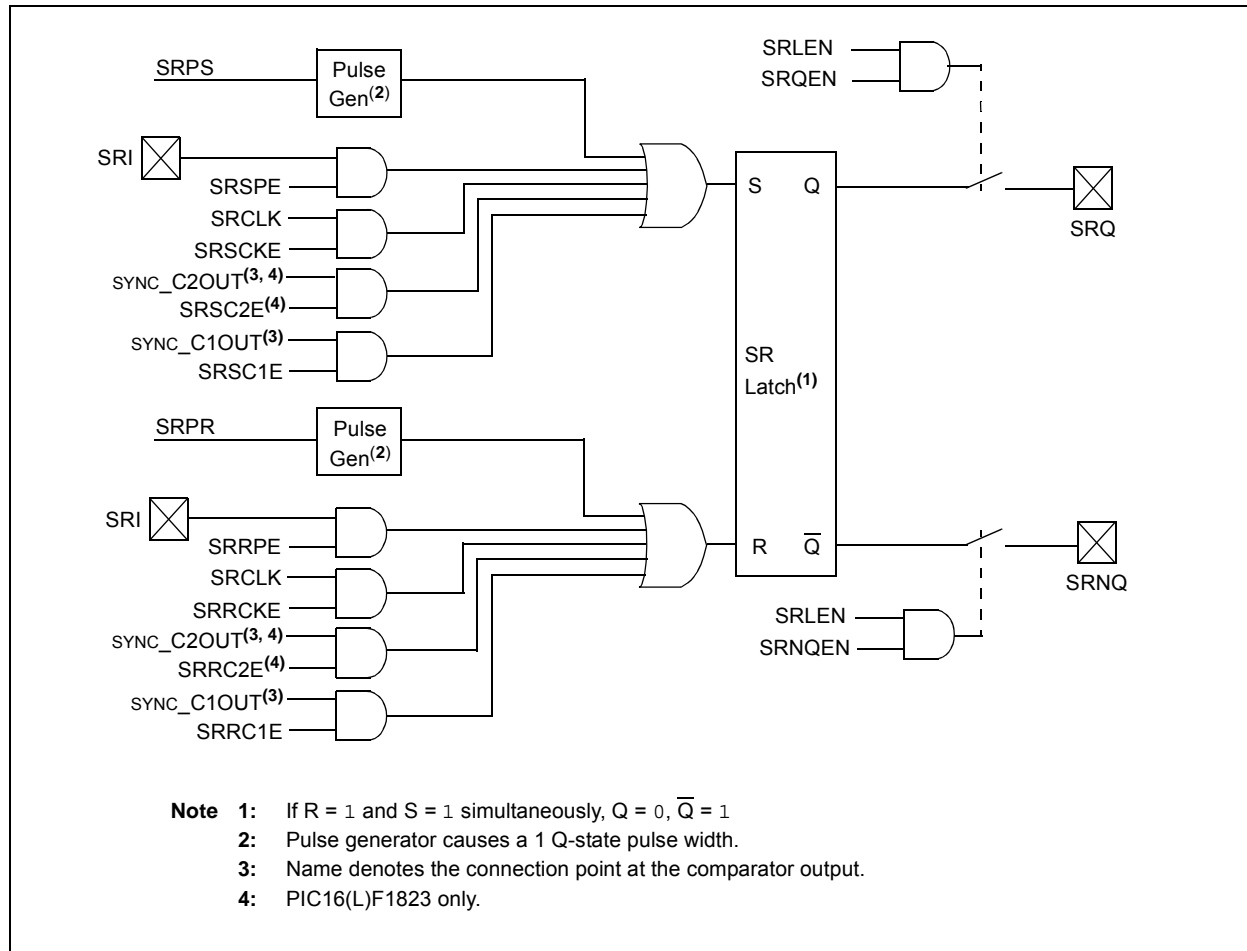 SRPS
Pulse
Gen(2)
SRI
SRSPE
SRCLK
SRSCKE
SYNC_C2OUT(3, 4)
SRSC2E(4)
SYNC_C1OUT(3)
SRSC1E
SRLEN
SRQEN
S Q
SRQ
SR
Latch(1)
SRPR
Pulse
Gen(2)
SRI
SRRPE
SRCLK
SRRCKE
SYNC_C2OUT(3, 4)
SRRC2E(4)
SYNC_C1OUT(3)
SRRC1E
R Q̅
SRNQ
SRLEN
SRNQEN
Note 1: If R = 1 and S = 1 simultaneously, Q = 0, Q̅ = 1
2: Pulse generator causes a 1 Q-state pulse width.
3: Name denotes the connection point at the comparator output.
4: PIC16(L)F1823 only.